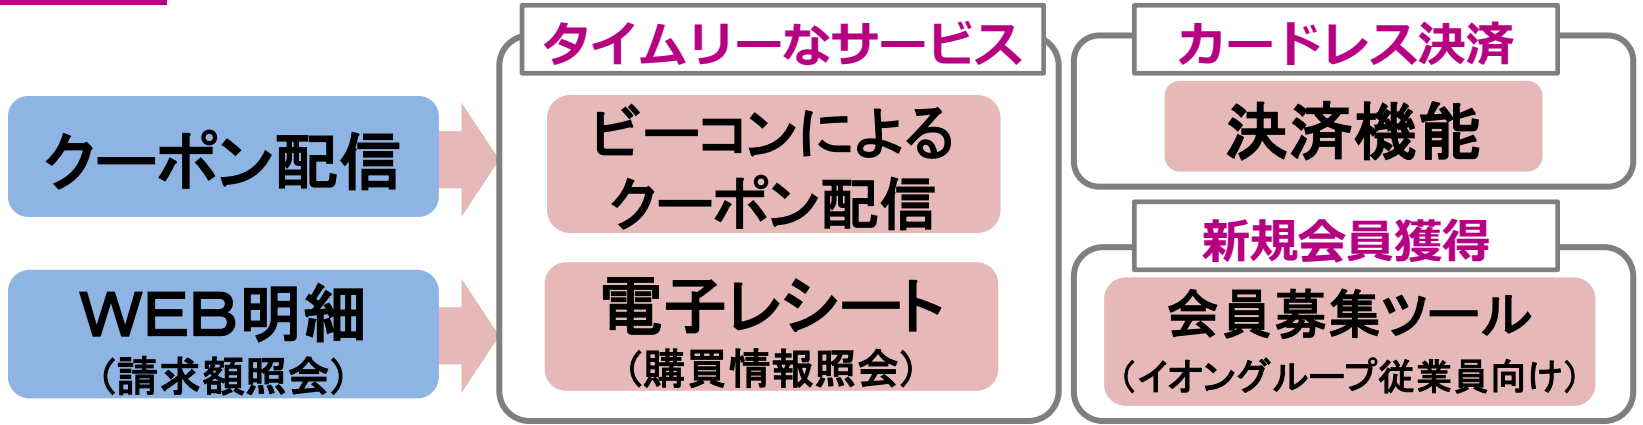 クーポン配信
WEB明細
（請求額照会）
タイムリーなサービス
ビーコンによる
クーポン配信
電子レシート
（購買情報照会）
カードレス決済
決済機能
新規会員獲得
会員募集ツール
（イオングループ従業員向け）